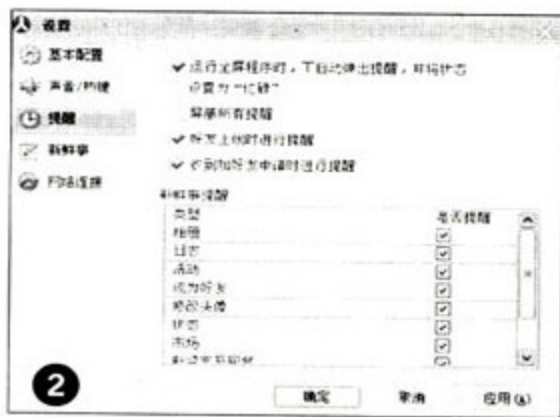 设置
基本配置
声音/热键
提醒
新鲜事
网络连接
运行全屏程序时，不自动弹出提醒，并将状态
设置为“忙碌”
屏蔽所有提醒
好友上线时进行提醒
收到加好友申请时进行提醒
新鲜事提醒
类型 是否提醒
相册
日志
活动
成为好友
修改头像
状态
市场
2
确定 取消 应用(A)